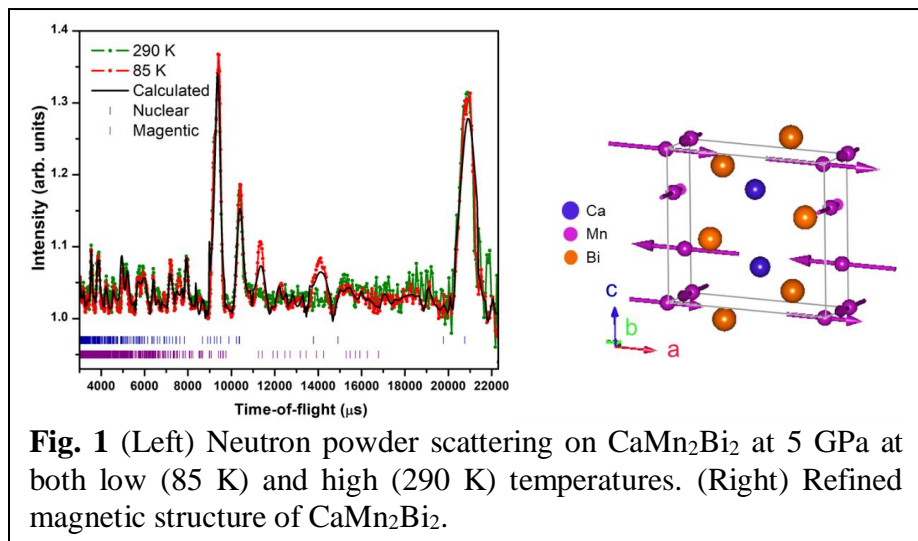 1.4
1.3
1.2
1.1
1.0
Intensity (arb. units)
290 K
85 K
Calculated
Nuclear
Magentic
4000 6000 8000 10000 12000 14000 16000 18000 20000 22000
Time-of-flight (μs)
Ca
Mn
Bi
c
b
a
Fig. 1 (Left) Neutron powder scattering on CaMn₂Bi₂ at 5 GPa at
both low (85 K) and high (290 K) temperatures. (Right) Refined
magnetic structure of CaMn₂Bi₂.